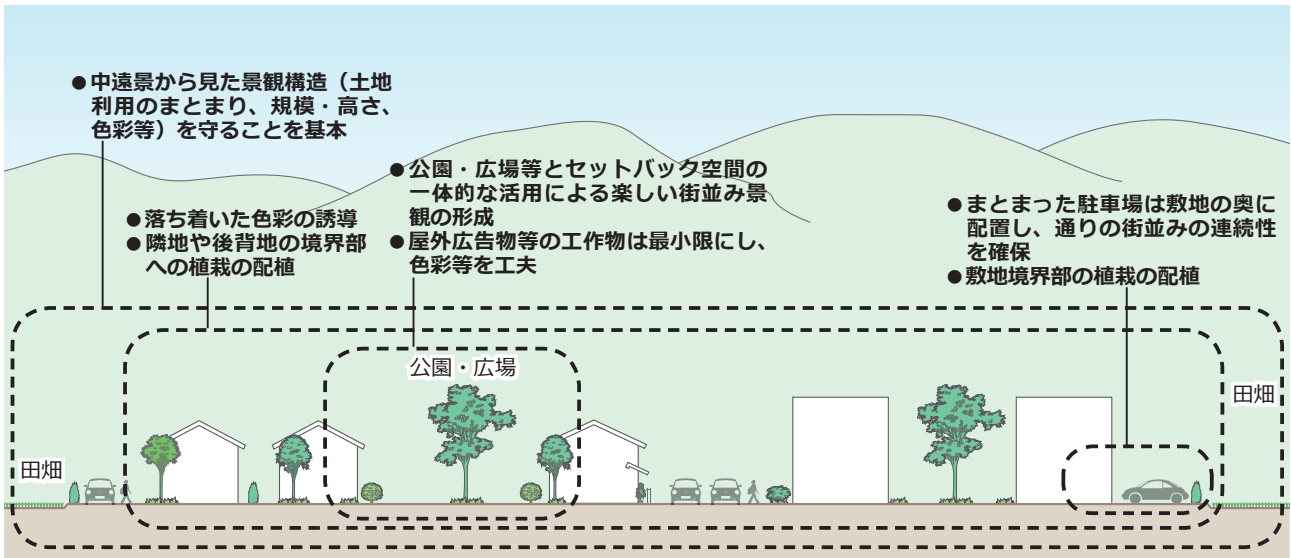 ●中遠景から見た景観構造（土地
利用のまとまり、規模・高さ、
色彩等）を守ることを基本
●落ち着いた色彩の誘導
●隣地や後背地の境界部
への植栽の配植
●公園・広場等とセットバック空間の
一体的な活用による楽しい街並み景
観の形成
●屋外広告物等の工作物は最小限にし、
色彩等を工夫
●まとまった駐車場は敷地の奥に
配置し、通りの街並みの連続性
を確保
●敷地境界部の植栽の配植
公園・広場
田畑
田畑